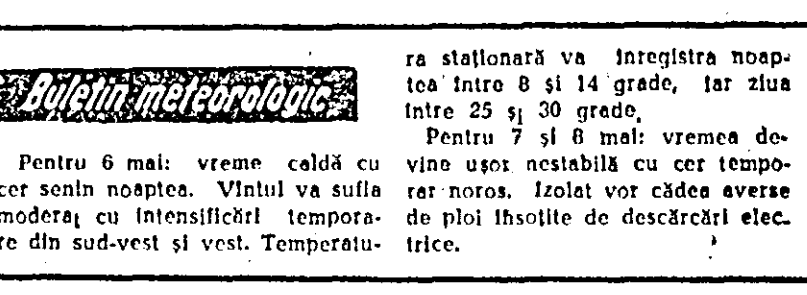 Buletin meteorologic
Pentru 6 mai: vreme caldă cu
cer senin noaptea. Vîntul va sufla
moderat cu intensificări tempora-
re din sud-vest și vest. Temperatu-
ra staționară va înregistra noap-
tea între 8 și 14 grade, iar ziua
între 25 și 30 grade.
Pentru 7 și 8 mai: vremea de-
vine ușor nestabilă cu cer tempo-
rar noros. Izolat vor cădea averse
de ploi însoțite de descărcări elec-
trice.